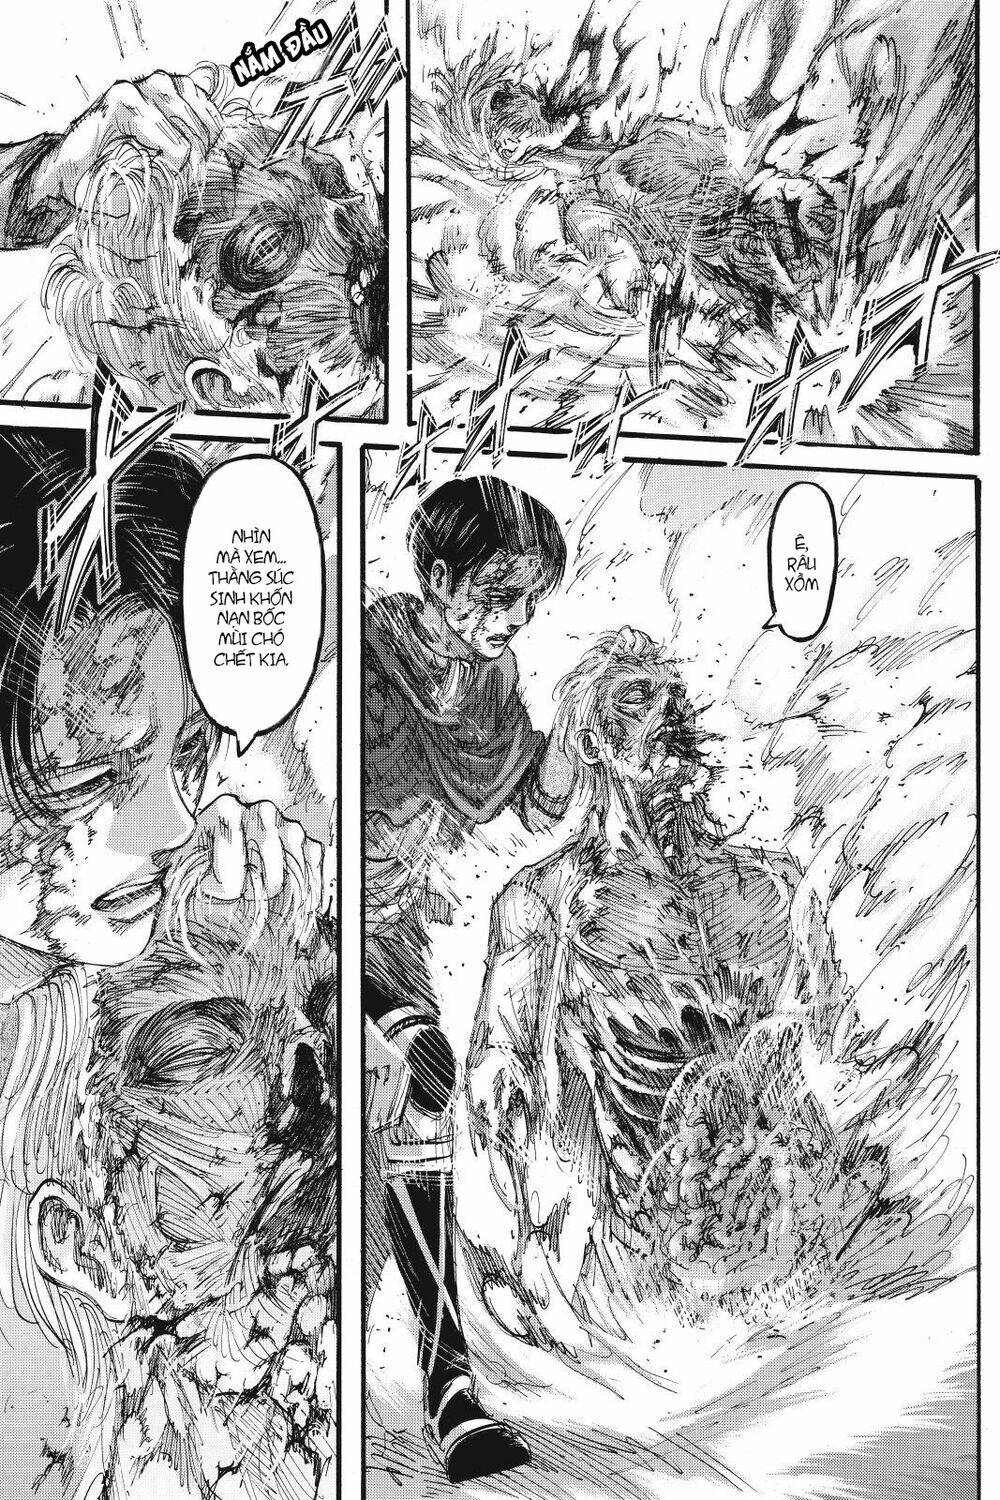 NẮM ĐẦU
Ê,
RÂU
XỒM
NHÌN
MÀ XEM...
THẰNG SÚC
SINH KHỐN
NẠN BỐC
MÙI CHÓ
CHẾT KIA.